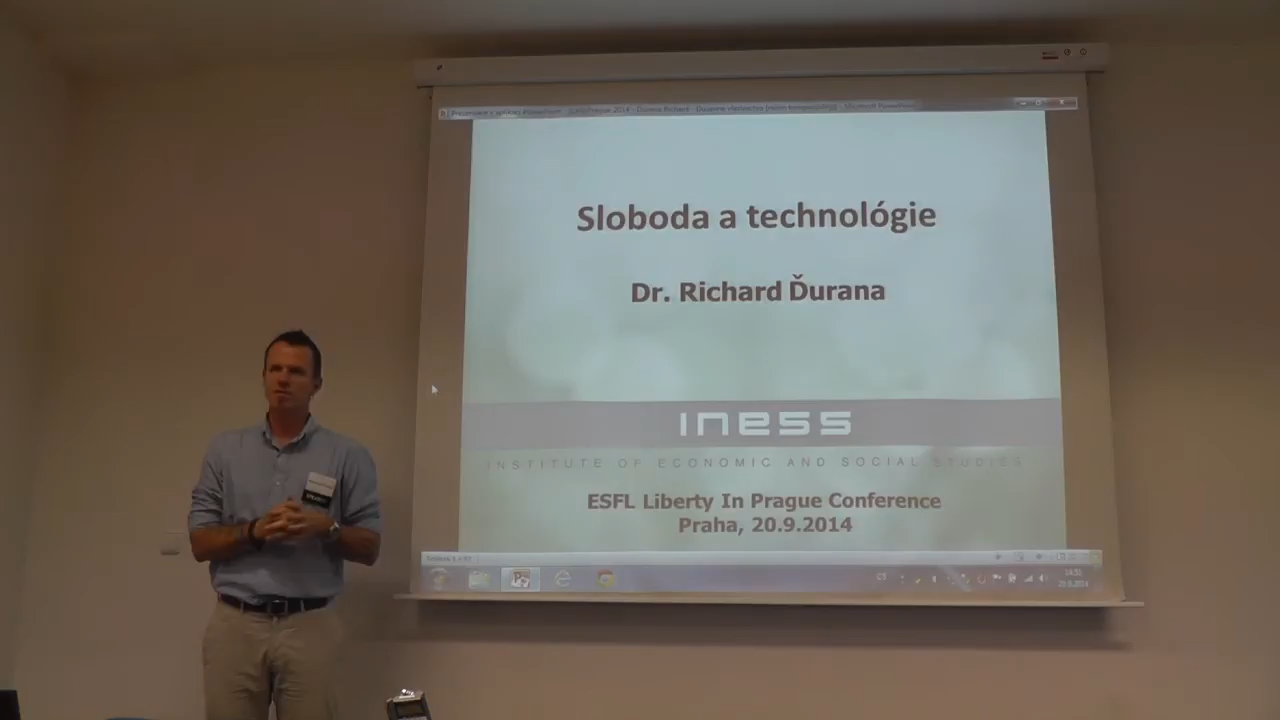 Sloboda a technológie
Dr. Richard Ďurana
INESS
INSTITUTE OF ECONOMIC AND SOCIAL STUDIES
ESFL Liberty In Prague Conference
Praha, 20.9.2014